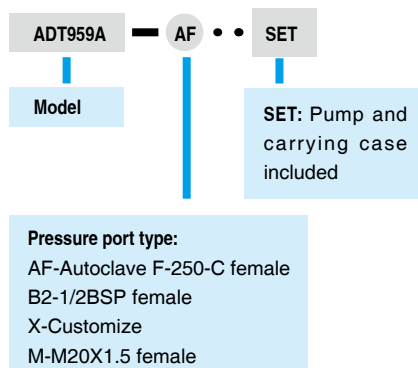 ADT959A — AF • • SET
Model
SET: Pump and
carrying case
included
Pressure port type:
AF-Autoclave F-250-C female
B2-1/2BSP female
X-Customize
M-M20X1.5 female